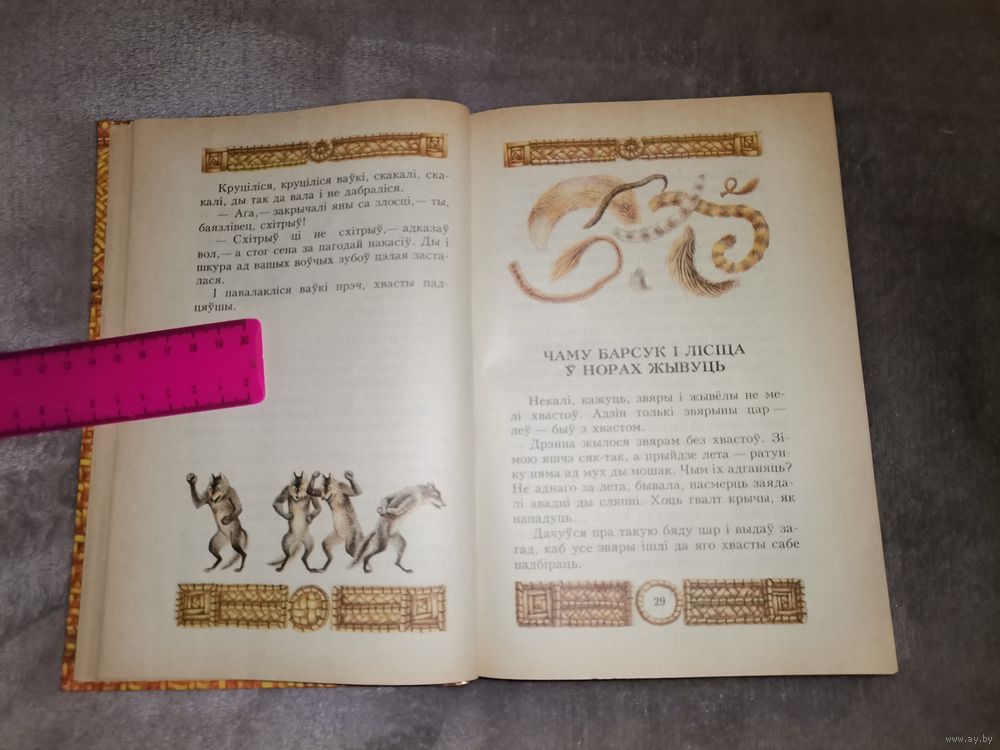 Круціліся, круціліся ваўкі, скакалі, ска-
калі, ды так да вала і не дабраліся.
— Ага,— закрычалі яны са злосці,— ты,
баязлівец, схітрыў!
— Схітрыў ці не схітрыў,— адказаў
вол,— а стог сена за пагодай накасіў. Ды і
шкура ад вашых воўчых зубоў цэлая заста-
лася.
І павалакліся ваўкі прэч, хвасты пад-
цяўшы.
ЧАМУ БАРСУК І ЛІСІЦА
Ў НОРАХ ЖЫВУЦЬ
Некалі, кажуць, звяры і жывёлы не ме-
лі хвастоў. Адзін толькі звярыны цар —
леў — быў з хвастом.
Дрэнна жылося звярам без хвастоў. Зі-
мою яшчэ сяк-так, а прыйдзе лета — ратун-
ку няма ад мух ды мошак. Чым іх адганяць?
Не аднаго за лета, бывала, насмерць заяда-
лі авадні ды сляпні. Хоць гвалт крычы, як
нападуць.
Дачуўся пра такую бяду цар і выдаў за-
гад, каб усе звяры ішлі да яго хвасты сабе
падбіраць.
29
www.ay.by